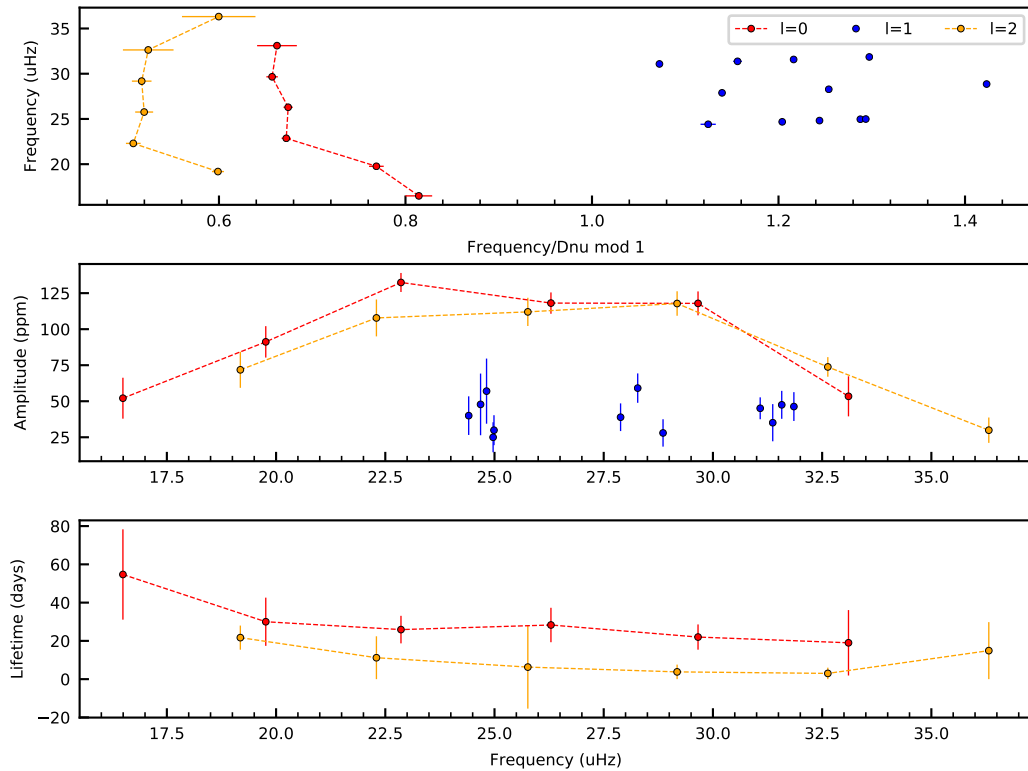 l=0 l=1 l=2
35
30
25
20
Frequency (uHz)
0.6 0.8 1.0 1.2 1.4
Frequency/Dnu mod 1
125
100
75
50
25
Amplitude (ppm)
17.5 20.0 22.5 25.0 27.5 30.0 32.5 35.0
80
60
40
20
0
−20
Lifetime (days)
17.5 20.0 22.5 25.0 27.5 30.0 32.5 35.0
Frequency (uHz)